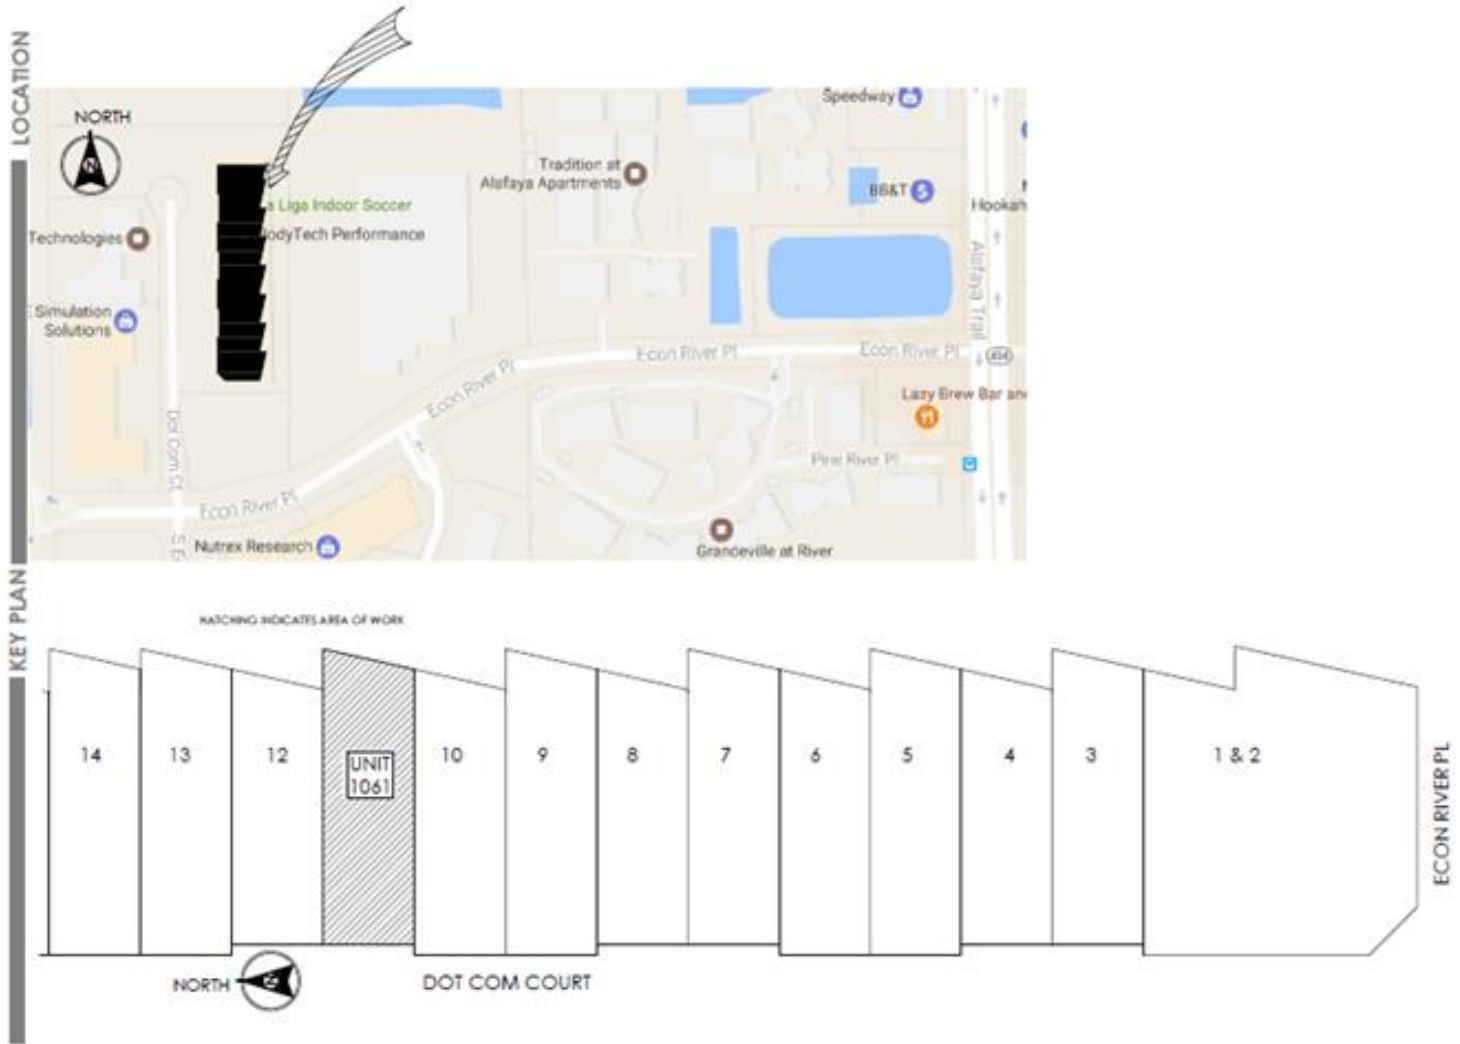 LOCATION
NORTH
N
Speedway
Tradition at
Alafaya Apartments
BB&T
Hookah
a Liga Indoor Soccer
odyTech Performance
Technologies
Simulation
Solutions
Alafaya Trail
Econ River Pl
Econ River Pl
434
Econ River Pl
Lazy Brew Bar and
Dot Com Ct
Pine River Pl
Econ River Pl
Nutrex Research
Granceville at River
KEY PLAN
HATCHING INDICATES AREA OF WORK
14
13
12
UNIT
1061
10
9
8
7
6
5
4
3
1 & 2
ECON RIVER PL
NORTH
N
DOT COM COURT